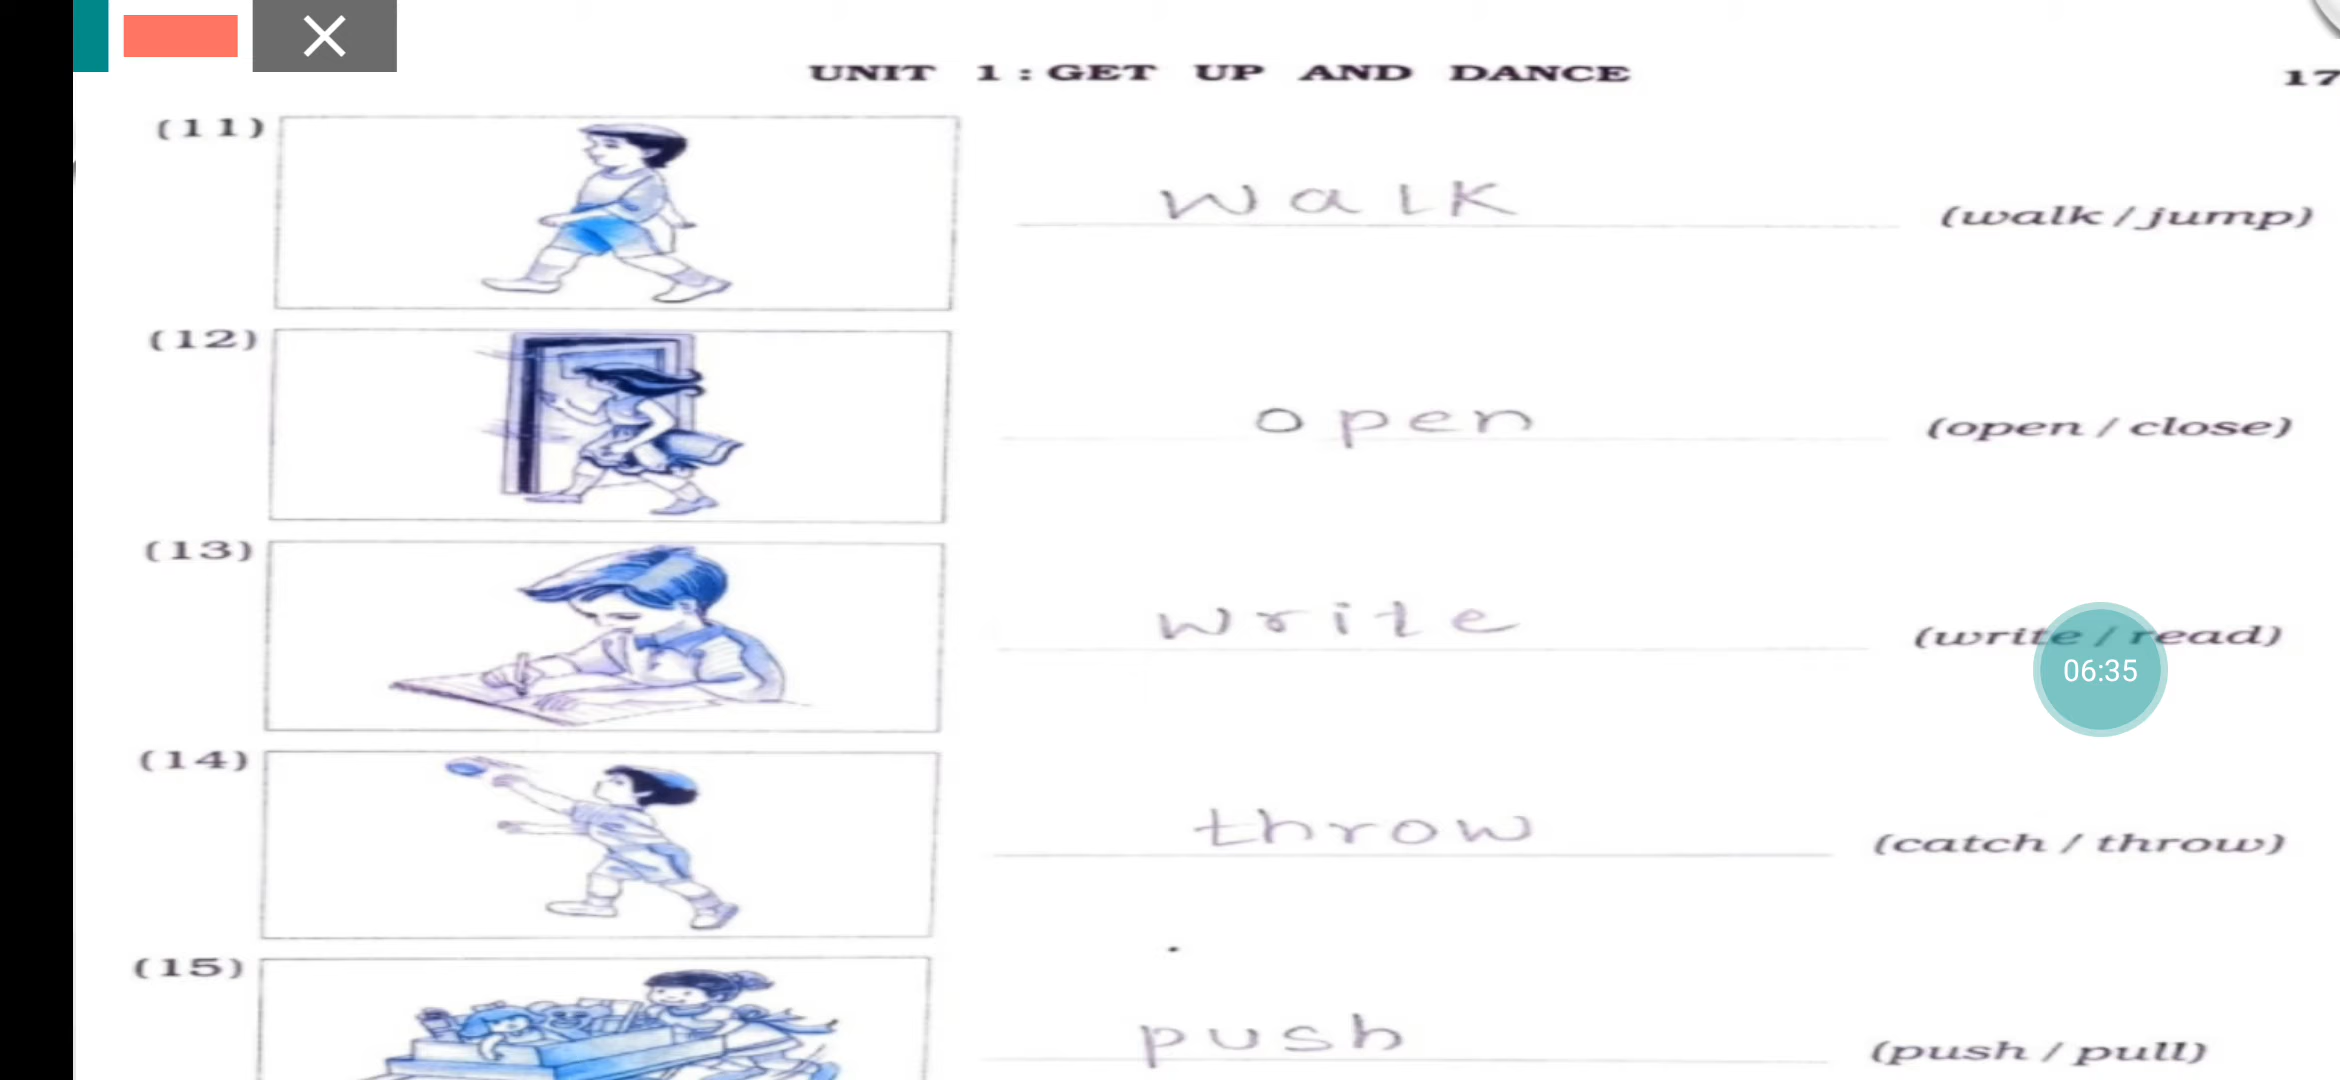 UNIT 1 : GET UP AND DANCE 17
(11) walk (walk / jump)
(12) open (open / close)
(13) write (write / read)
06:35
(14) throw (catch / throw)
(15) push (push / pull)